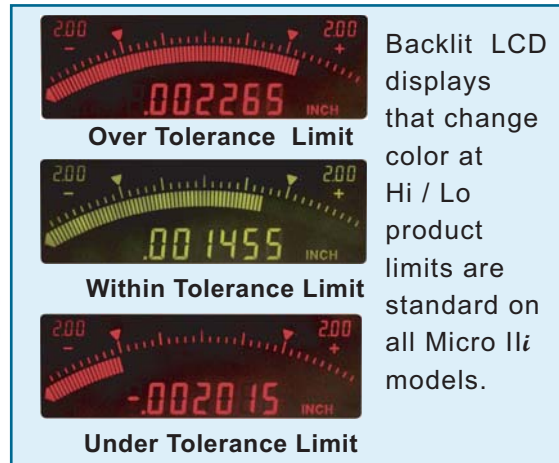 2.00 2.00
- +
.002265 INCH
Over Tolerance Limit
2.00 2.00
- +
.001455 INCH
Within Tolerance Limit
2.00 2.00
- +
-.002015 INCH
Under Tolerance Limit
Backlit LCD
displays
that change
color at
Hi / Lo
product
limits are
standard on
all Micro IIi
models.